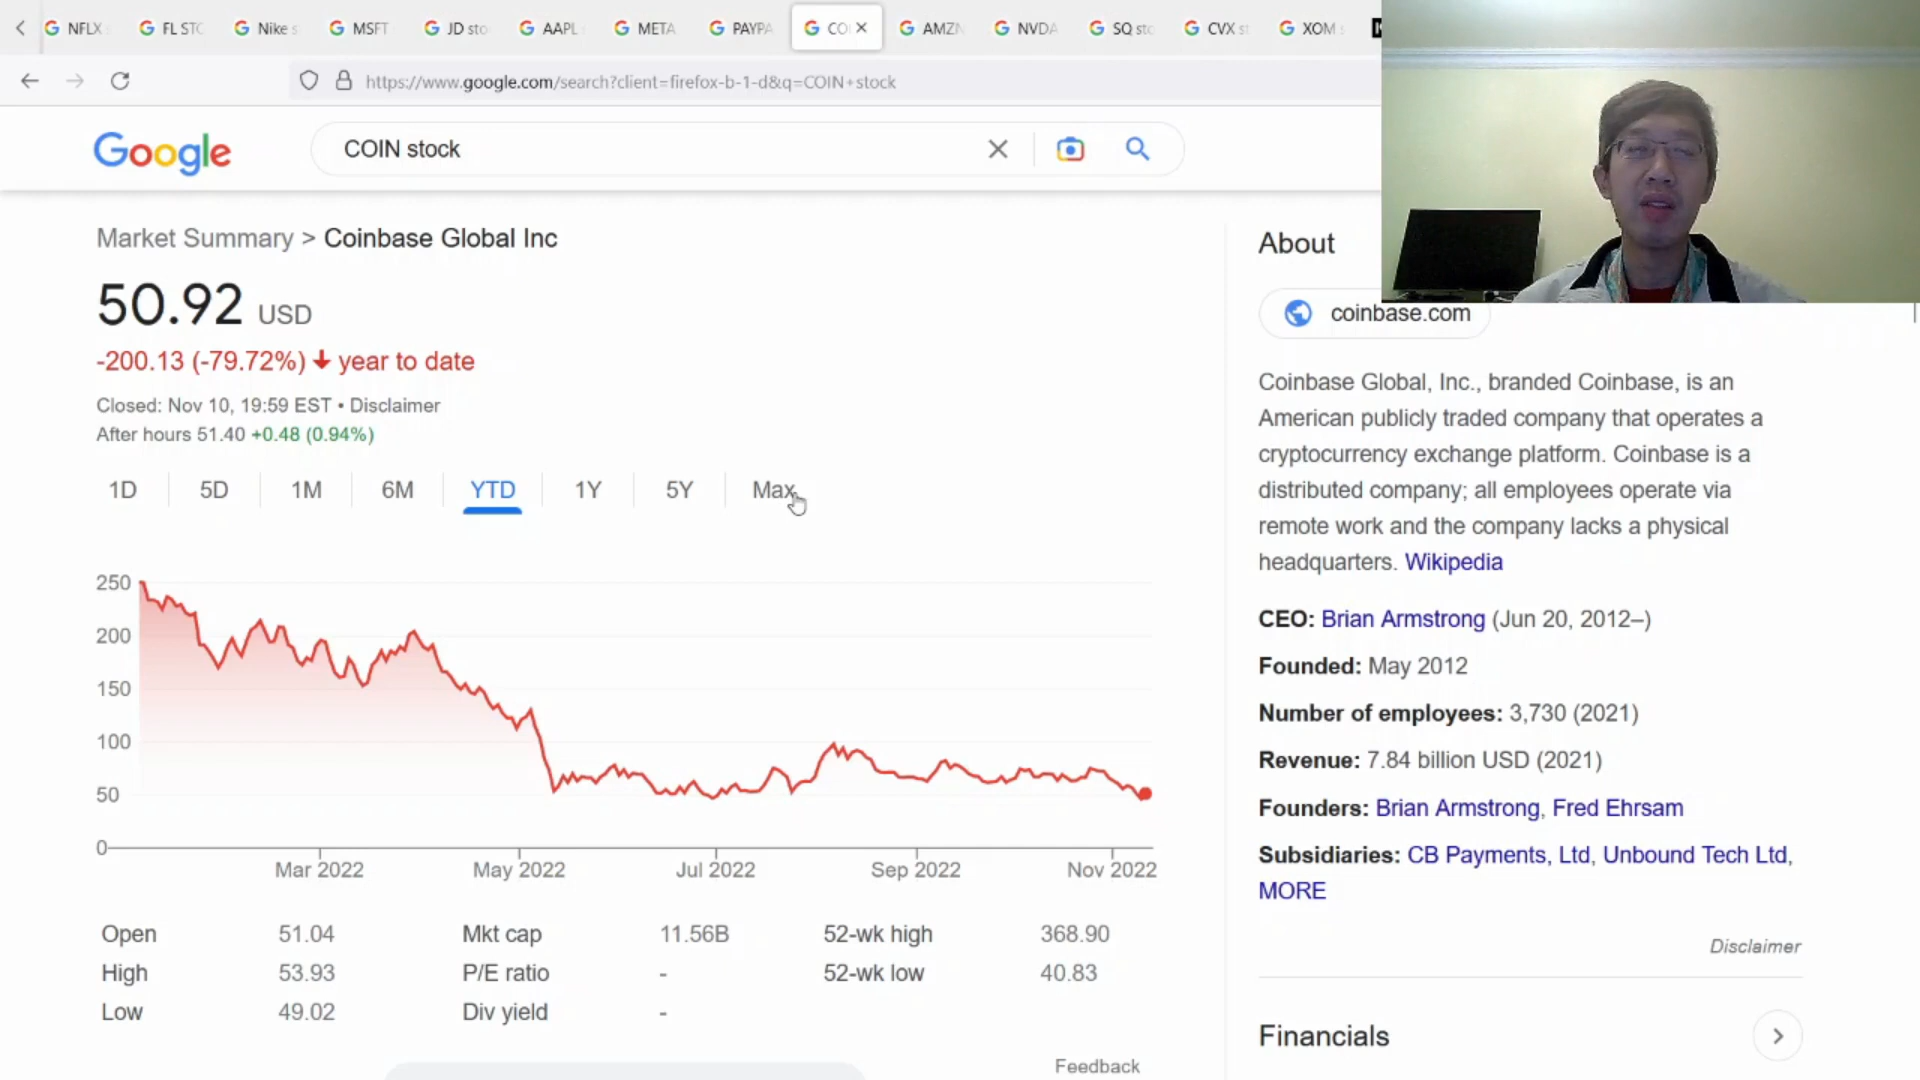 NFLX
FL STO
Nike s
MSFT
JD sto
AAPL
META
PAYPA
CO
AMZN
NVDA
SQ sto
CVX st
XOM s
https://www.google.com/search?client=firefox-b-1-d&q=COIN+stock
Google
COIN stock
Market Summary > Coinbase Global Inc
50.92 USD
-200.13 (-79.72%) year to date
Closed: Nov 10, 19:59 EST • Disclaimer
After hours 51.40 +0.48 (0.94%)
1D 5D 1M 6M YTD 1Y 5Y Max
250
200
150
100
50
0
Mar 2022 May 2022 Jul 2022 Sep 2022 Nov 2022
Open 51.04 Mkt cap 11.56B 52-wk high 368.90
High 53.93 P/E ratio - 52-wk low 40.83
Low 49.02 Div yield -
Feedback
About
coinbase.com
Coinbase Global, Inc., branded Coinbase, is an
American publicly traded company that operates a
cryptocurrency exchange platform. Coinbase is a
distributed company; all employees operate via
remote work and the company lacks a physical
headquarters. Wikipedia
CEO: Brian Armstrong (Jun 20, 2012–)
Founded: May 2012
Number of employees: 3,730 (2021)
Revenue: 7.84 billion USD (2021)
Founders: Brian Armstrong, Fred Ehrsam
Subsidiaries: CB Payments, Ltd, Unbound Tech Ltd,
MORE
Disclaimer
Financials